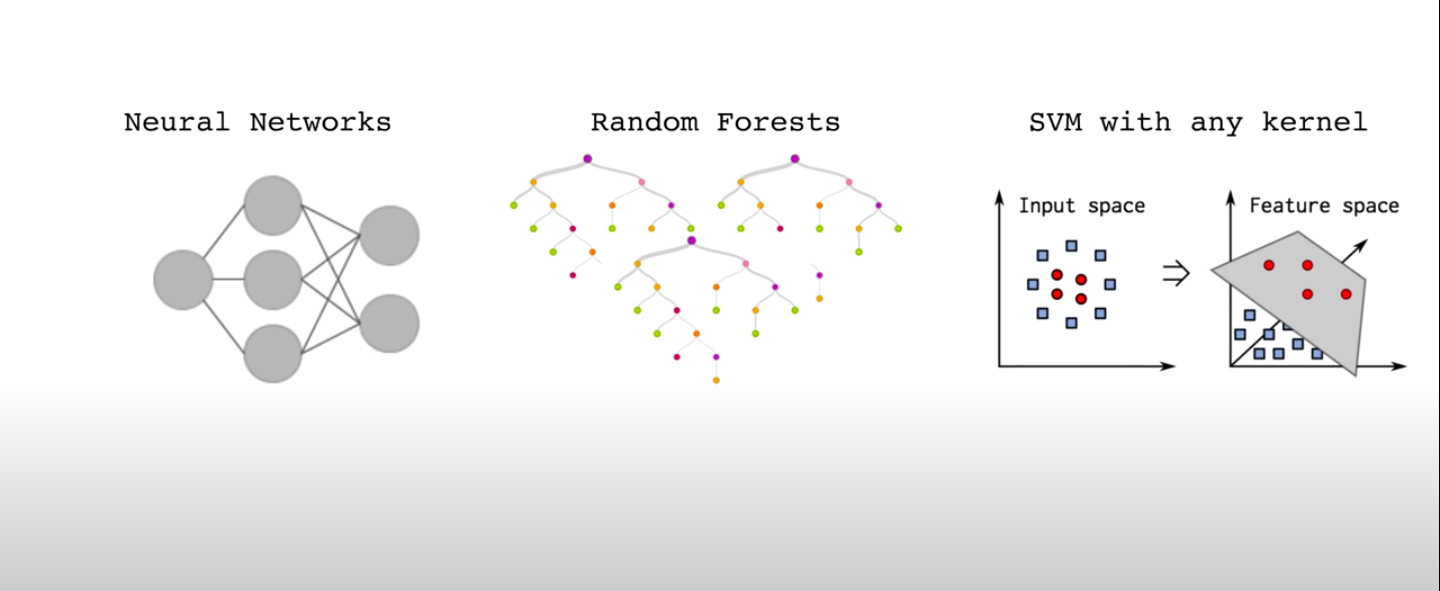 Neural Networks
Random Forests
SVM with any kernel
Input space
Feature space